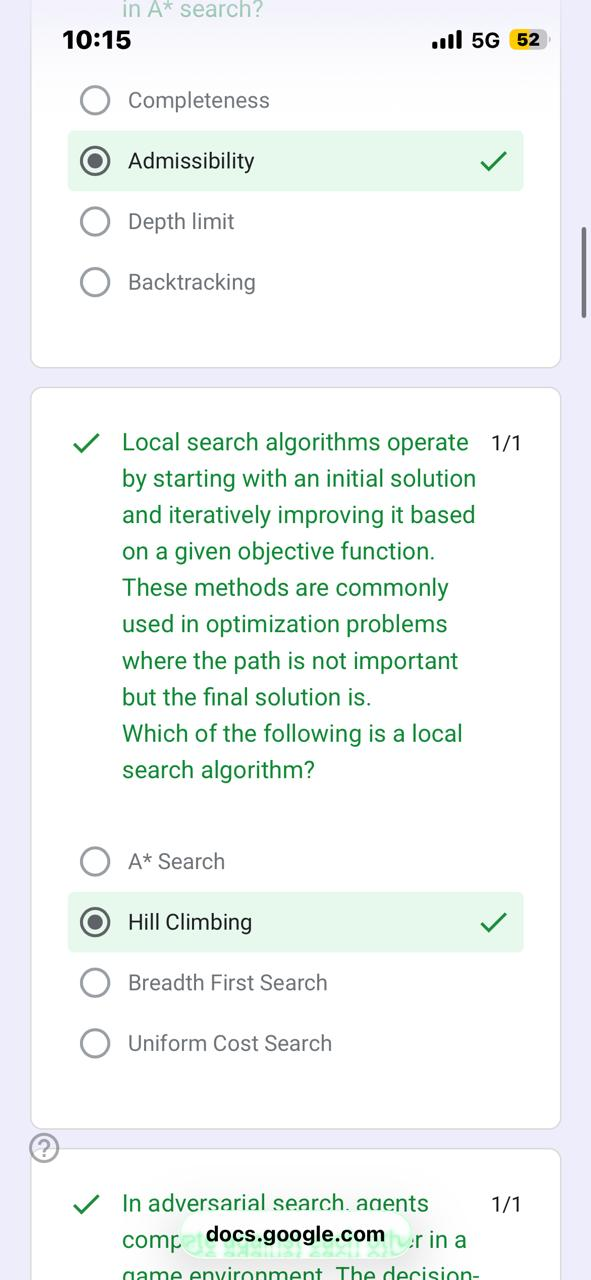 in A* search?
10:15
5G
52
Completeness
Admissibility
Depth limit
Backtracking
Local search algorithms operate 1/1
by starting with an initial solution
and iteratively improving it based
on a given objective function.
These methods are commonly
used in optimization problems
where the path is not important
but the final solution is.
Which of the following is a local
search algorithm?
A* Search
Hill Climbing
Breadth First Search
Uniform Cost Search
?
In adversarial search, agents 1/1
in a
docs.google.com
game environment. The decision-